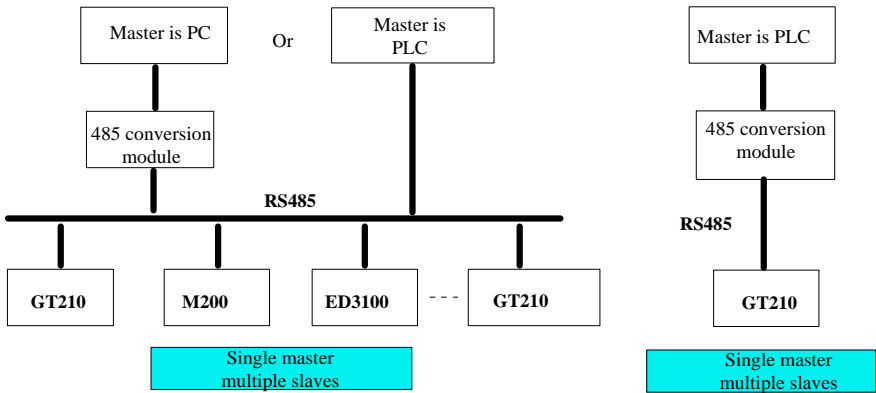 Master is PC
Or
Master is
PLC
485 conversion
module
RS485
GT210
M200
ED3100
GT210
Single master
multiple slaves
Master is PLC
485 conversion
module
RS485
GT210
Single master
multiple slaves